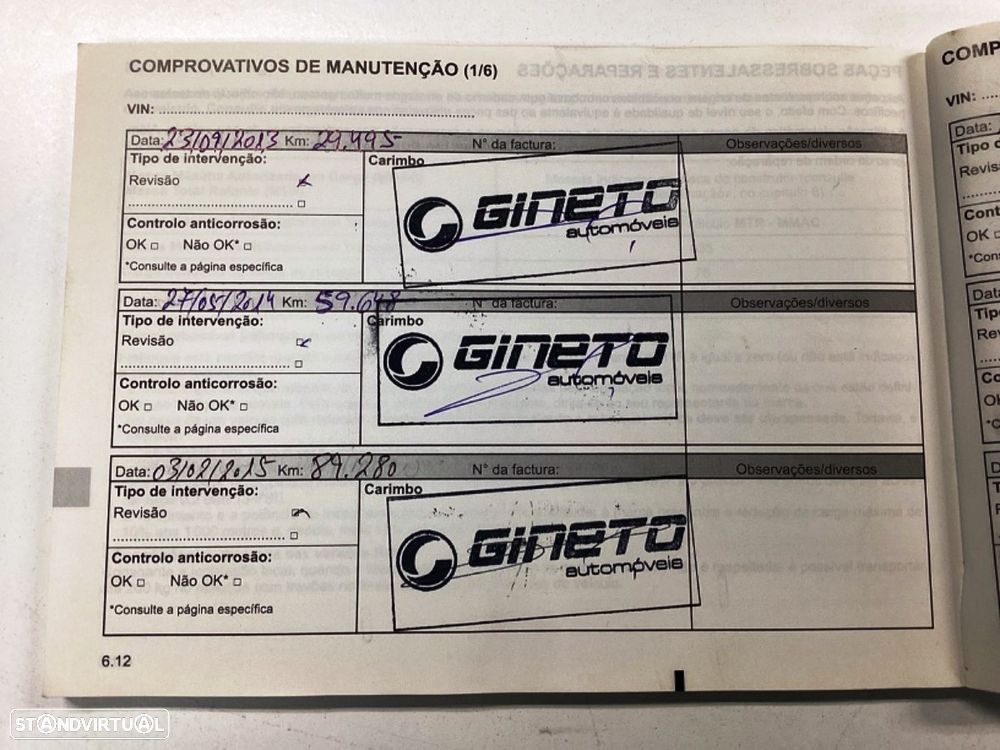 COMPROVATIVOS DE MANUTENÇÃO (1/6)
VIN:
Data: 23/09/2013 Km: 29.495 N° da factura: Observações/diversos
Tipo de intervenção: Carimbo
Revisão
GINETO
automóveis
Controlo anticorrosão:
OK □ Não OK* □
*Consulte a página específica
Data: 27/05/2014 Km: 59.648 N° da factura: Observações/diversos
Tipo de intervenção: Carimbo
Revisão
GINETO
automóveis
Controlo anticorrosão:
OK □ Não OK* □
*Consulte a página específica
Data: 03/02/2015 Km: 89.280 N° da factura: Observações/diversos
Tipo de intervenção: Carimbo
Revisão
GINETO
automóveis
Controlo anticorrosão:
OK □ Não OK* □
*Consulte a página específica
6.12
VIN:
Data:
OK
STANDVIRTUAL